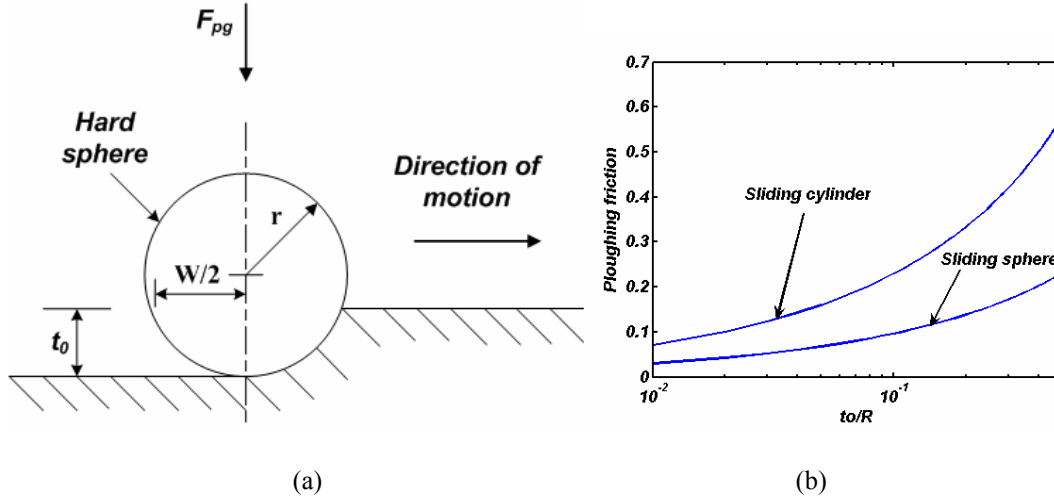 F_pg
Hard
sphere
Direction of
motion
r
W/2
t_0
(a)
0.7
0.6
0.5
0.4
0.3
0.2
0.1
0
Ploughing friction
Sliding cylinder
Sliding sphere
10^-2
10^-1
to/R
(b)